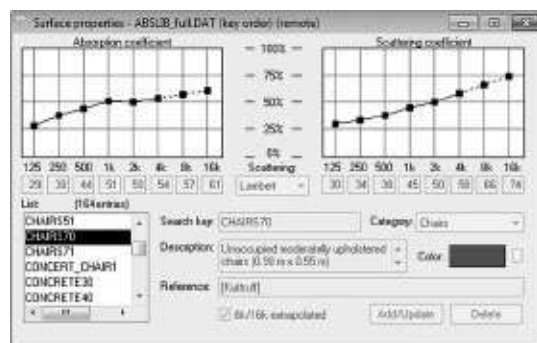 Surface properties - ABSLIB_full.DAT (key order) (remote)
Absorption coefficient
Scattering coefficient
100%
75%
50%
25%
0%
125 250 500 1k 2k 4k 8k 16k
Scattering
125 250 500 1k 2k 4k 8k 16k
29 39 44 51 50 54 57 61
Lambert
30 34 38 45 50 58 66 74
List: (164 entries)
CHAIRS51
CHAIRS70
CHAIRS71
CONCERT_CHAIR1
CONCRETE30
CONCRETE40
Search key: CHAIRS70
Category: Chairs
Description: Unoccupied moderatelly upholstered
chairs (0.90 m x 0.55 m)
Color:
Reference: [Kuttruff]
8k/16k extrapolated
Add/Update
Delete